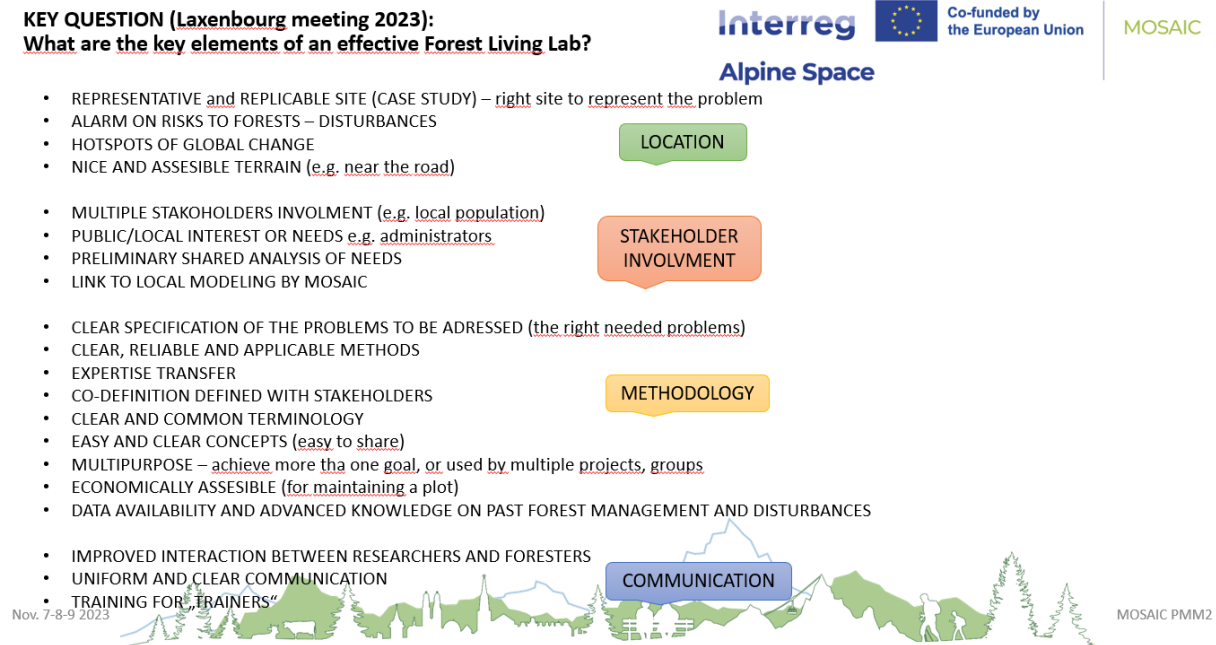 KEY QUESTION (Laxenbourg meeting 2023):
What are the key elements of an effective Forest Living Lab?
Interreg
Co-funded by
the European Union
MOSAIC
Alpine Space
• REPRESENTATIVE and REPLICABLE SITE (CASE STUDY) – right site to represent the problem
• ALARM ON RISKS TO FORESTS – DISTURBANCES
• HOTSPOTS OF GLOBAL CHANGE
• NICE AND ASSESIBLE TERRAIN (e.g. near the road)
LOCATION
• MULTIPLE STAKOHOLDERS INVOLMENT (e.g. local population)
• PUBLIC/LOCAL INTEREST OR NEEDS e.g. administrators
• PRELIMINARY SHARED ANALYSIS OF NEEDS
• LINK TO LOCAL MODELING BY MOSAIC
STAKEHOLDER
INVOLVMENT
• CLEAR SPECIFICATION OF THE PROBLEMS TO BE ADRESSED (the right needed problems)
• CLEAR, RELIABLE AND APPLICABLE METHODS
• EXPERTISE TRANSFER
• CO-DEFINITION DEFINED WITH STAKEHOLDERS
• CLEAR AND COMMON TERMINOLOGY
• EASY AND CLEAR CONCEPTS (easy to share)
• MULTIPURPOSE – achieve more tha one goal, or used by multiple projects, groups
• ECONOMICALLY ASSESIBLE (for maintaining a plot)
• DATA AVAILABILITY AND ADVANCED KNOWLEDGE ON PAST FOREST MANAGEMENT AND DISTURBANCES
METHODOLOGY
• IMPROVED INTERACTION BETWEEN RESEARCHERS AND FORESTERS
• UNIFORM AND CLEAR COMMUNICATION
• TRAINING FOR „TRAINERS“
COMMUNICATION
Nov. 7-8-9 2023
MOSAIC PMM2